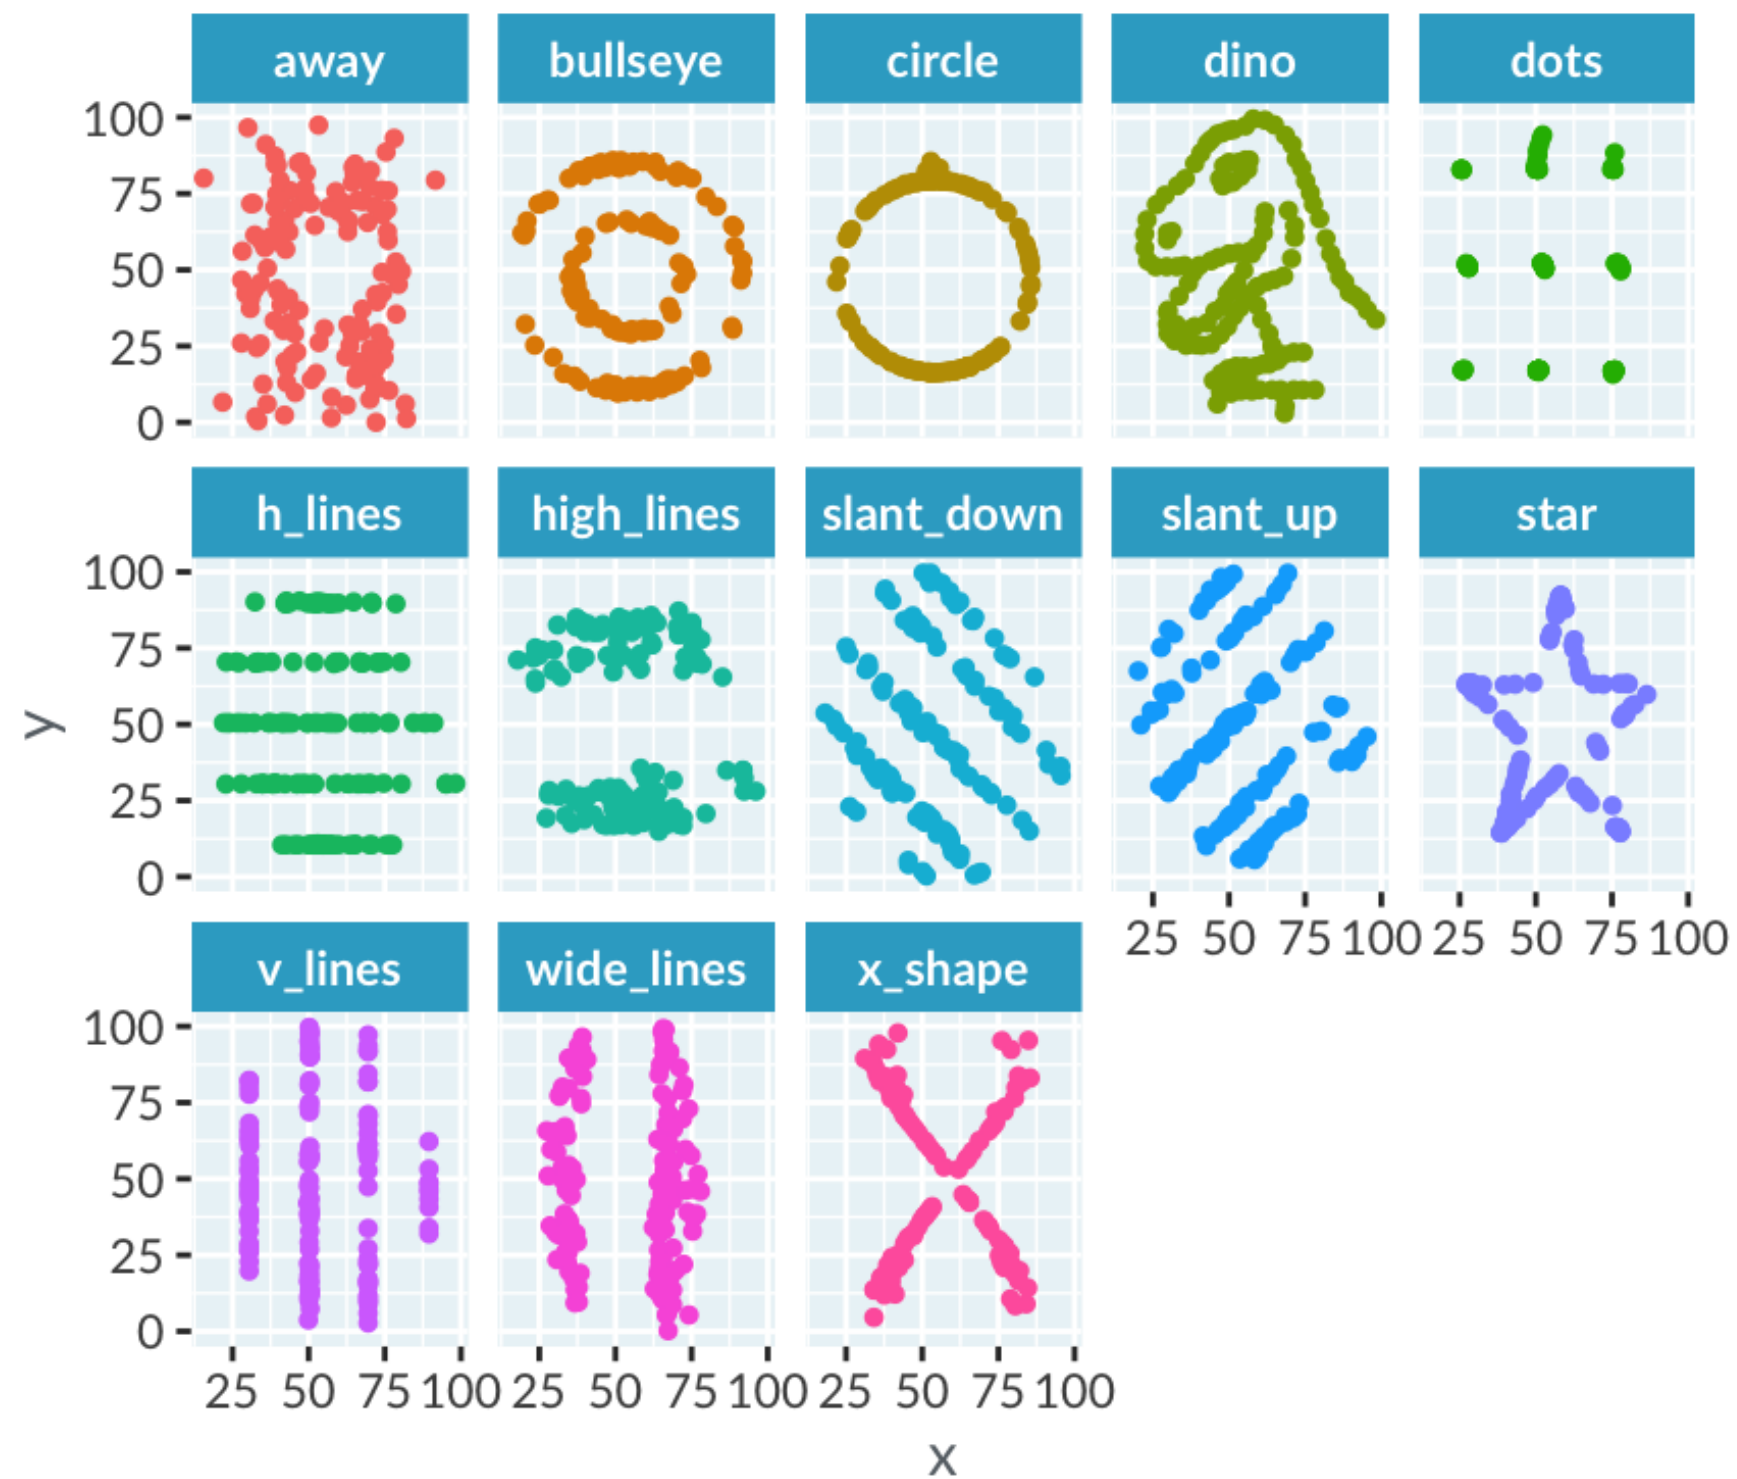 away bullseye circle dino dots
100
75
50
25
0
h_lines high_lines slant_down slant_up star
100
75
50
25
0
y
25 50 75 100 25 50 75 100
v_lines wide_lines x_shape
100
75
50
25
0
25 50 75 100 25 50 75 100 25 50 75 100
x